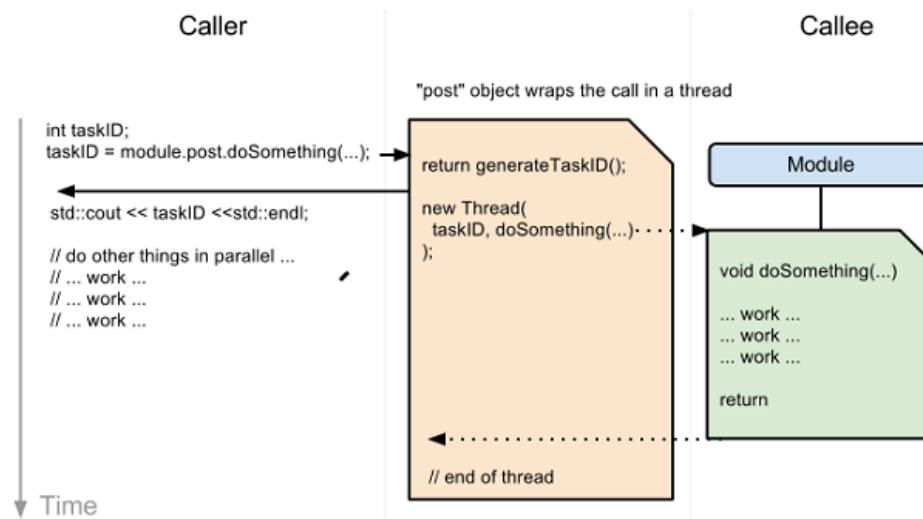 Caller
Callee
"post" object wraps the call in a thread
int taskID;
taskID = module.post.doSomething(...);
std::cout << taskID <<std::endl;
// do other things in parallel ...
// ... work ...
// ... work ...
// ... work ...
return generateTaskID();
new Thread(
taskID, doSomething(...)
);
// end of thread
Module
void doSomething(...)
... work ...
... work ...
... work ...
return
Time